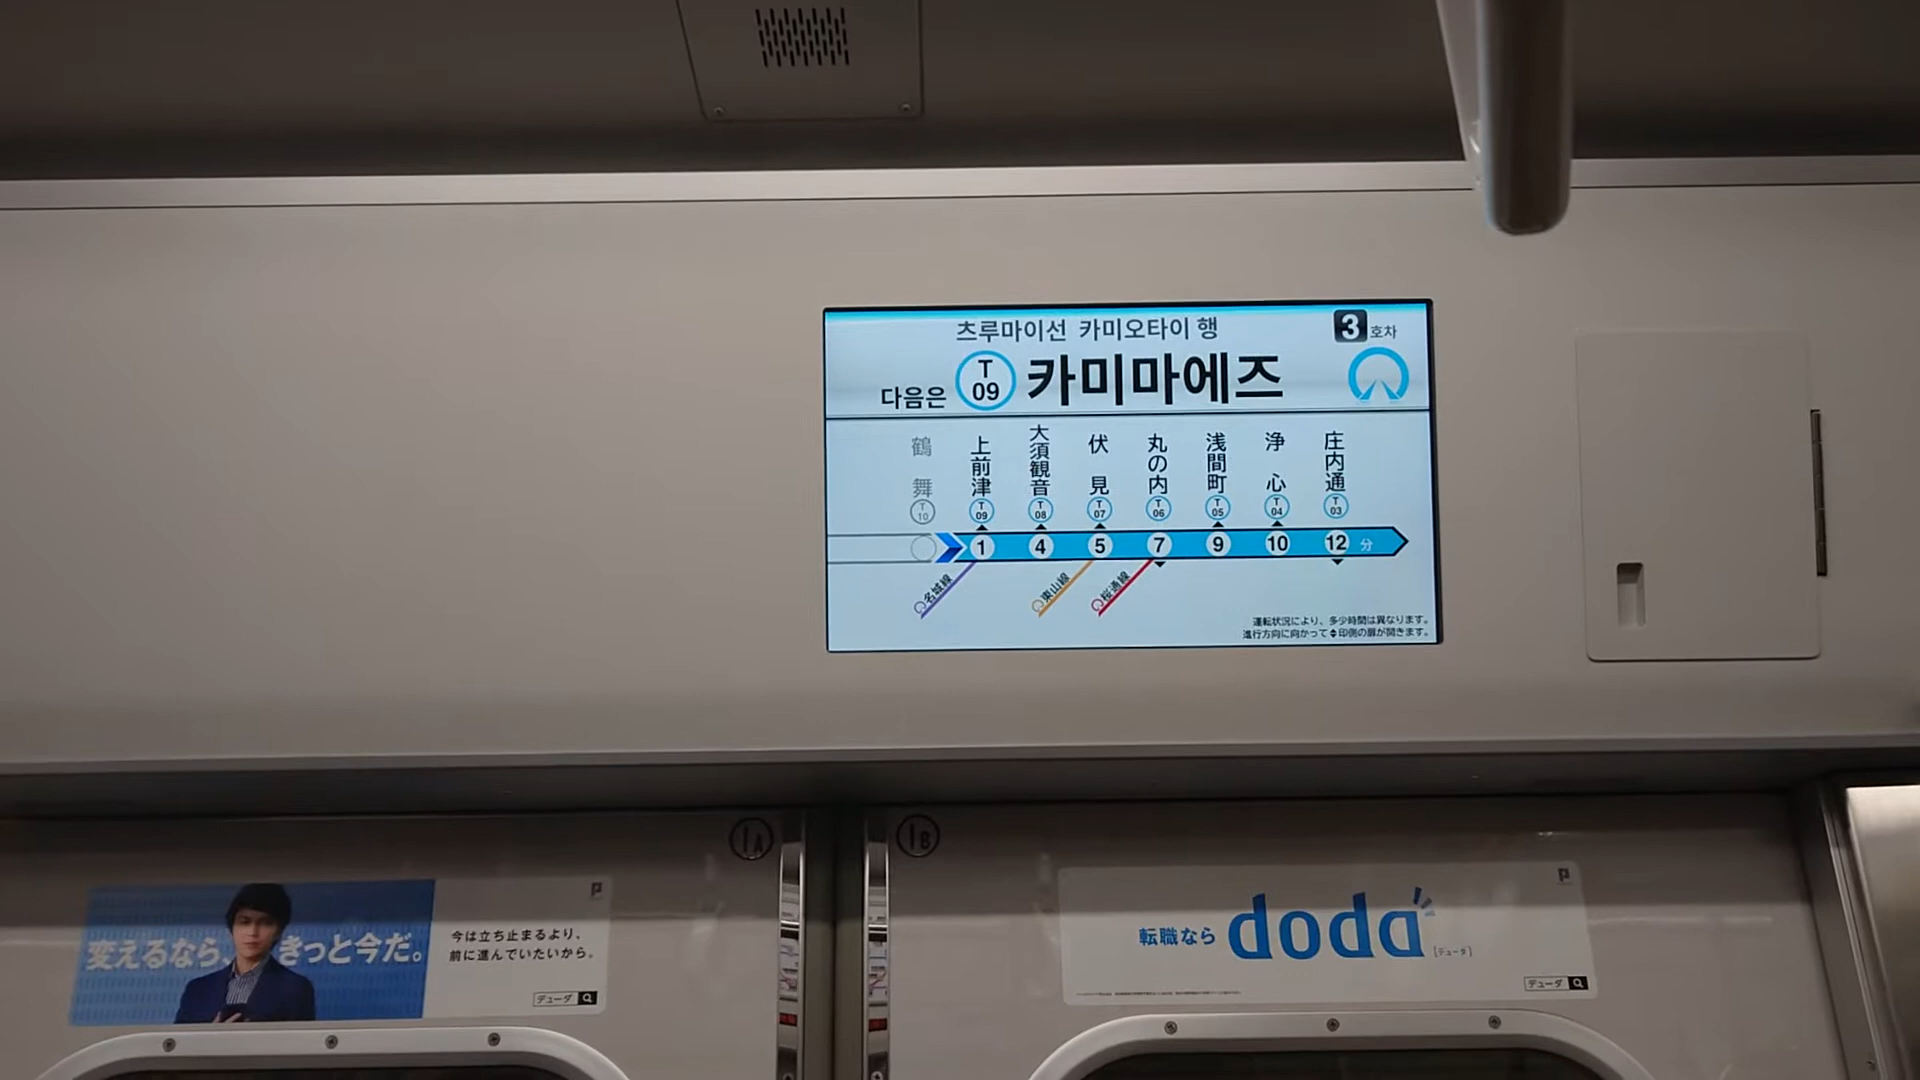 츠루마이선 카미오타이 행
3 호차
다음은 T 09 카미마에즈
鶴舞 上前津 大須観音 伏見 丸の内 浅間町 浄心 庄内通
T 10 T 09 T 08 T 07 T 06 T 05 T 04 T 03
1 4 5 7 9 10 12 分
名城線 東山線 桜通線
運転状況により、多少時間は異なります。
進行方向に向かって♦印側の扉が開きます。
1A 1B
変えるなら、きっと今だ。
今は立ち止まるより、
前に進んでいたいから。
デューダ
転職なら doda
[デューダ]
デューダ